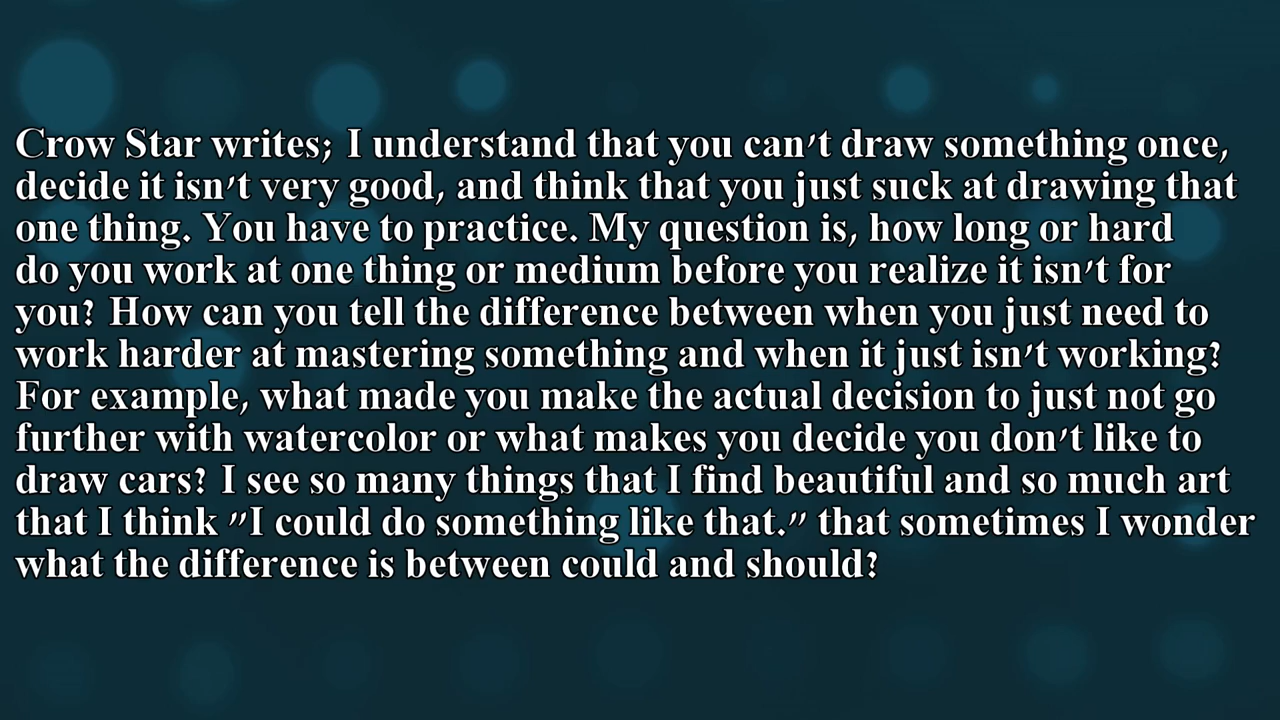 Crow Star writes; I understand that you can't draw something once,
decide it isn't very good, and think that you just suck at drawing that
one thing. You have to practice. My question is, how long or hard
do you work at one thing or medium before you realize it isn't for
you? How can you tell the difference between when you just need to
work harder at mastering something and when it just isn't working?
For example, what made you make the actual decision to just not go
further with watercolor or what makes you decide you don't like to
draw cars? I see so many things that I find beautiful and so much art
that I think "I could do something like that." that sometimes I wonder
what the difference is between could and should?